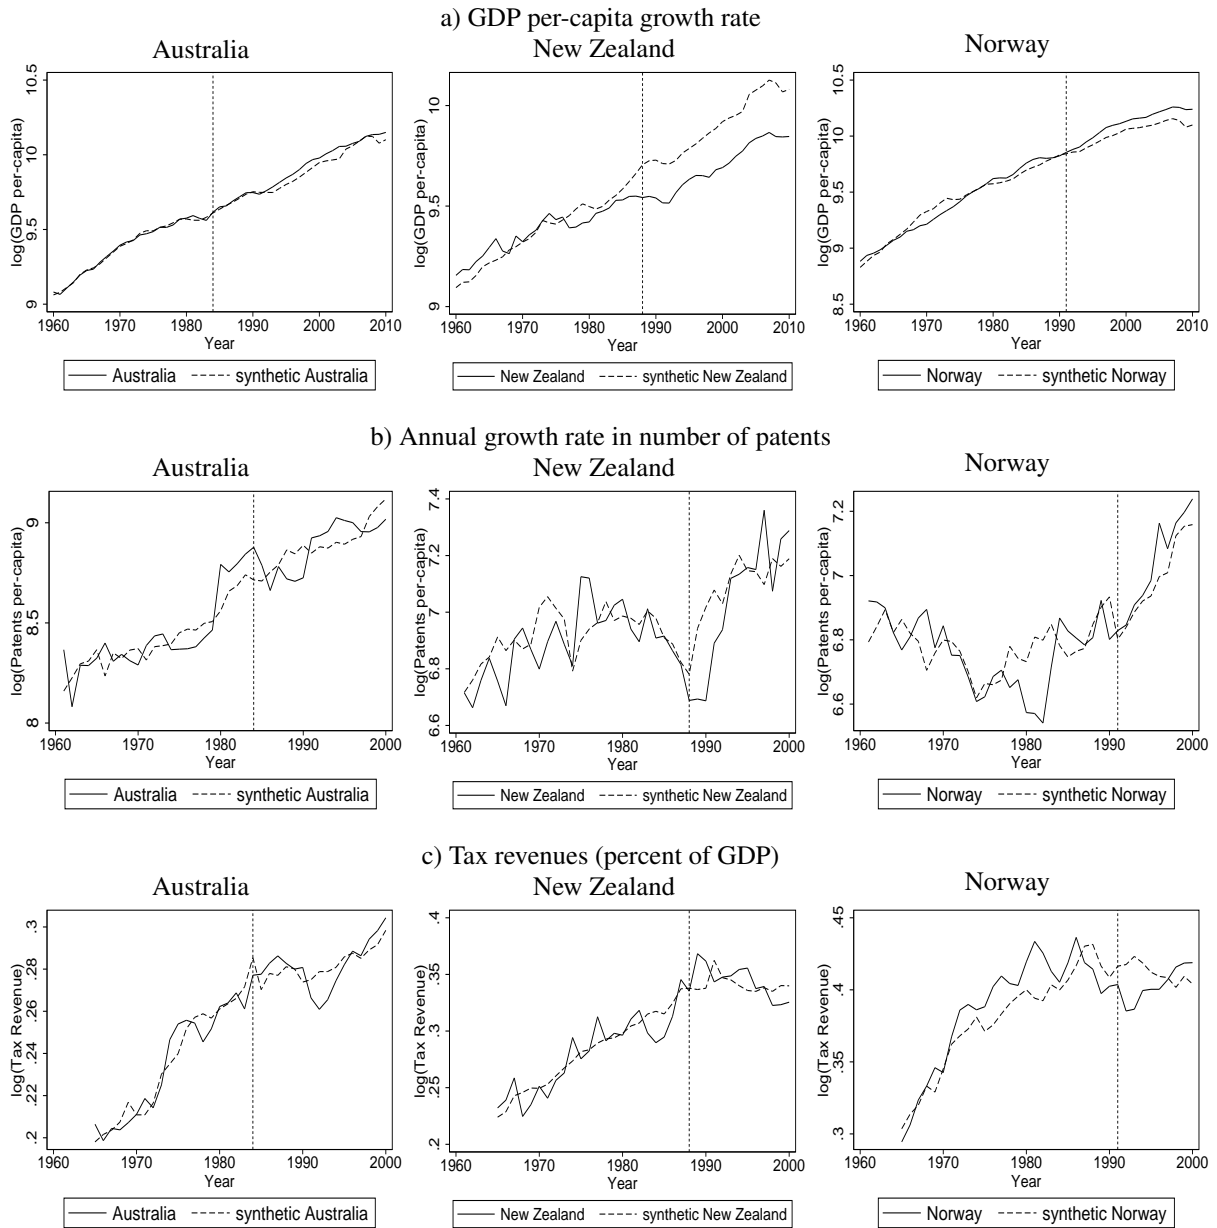 a) GDP per-capita growth rate
Australia
New Zealand
Norway
log(GDP per-capita)
9 9.5 10 10.5
1960 1970 1980 1990 2000 2010
Year
Australia synthetic Australia
log(GDP per-capita)
9 9.5 10
1960 1970 1980 1990 2000 2010
Year
New Zealand synthetic New Zealand
log(GDP per-capita)
8.5 9 9.5 10 10.5
1960 1970 1980 1990 2000 2010
Year
Norway synthetic Norway
b) Annual growth rate in number of patents
Australia
New Zealand
Norway
log(Patents per-capita)
8 8.5 9
1960 1970 1980 1990 2000
Year
Australia synthetic Australia
log(Patents per-capita)
6.6 6.8 7 7.2 7.4
1960 1970 1980 1990 2000
Year
New Zealand synthetic New Zealand
log(Patents per-capita)
6.6 6.8 7 7.2
1960 1970 1980 1990 2000
Year
Norway synthetic Norway
c) Tax revenues (percent of GDP)
Australia
New Zealand
Norway
log(Tax Revenue)
.2 .22 .24 .26 .28 .3
1960 1970 1980 1990 2000
Year
Australia synthetic Australia
log(Tax Revenue)
.2 .25 .3 .35 .4
1960 1970 1980 1990 2000
Year
New Zealand synthetic New Zealand
log(Tax Revenue)
.3 .35 .4 .45
1960 1970 1980 1990 2000
Year
Norway synthetic Norway